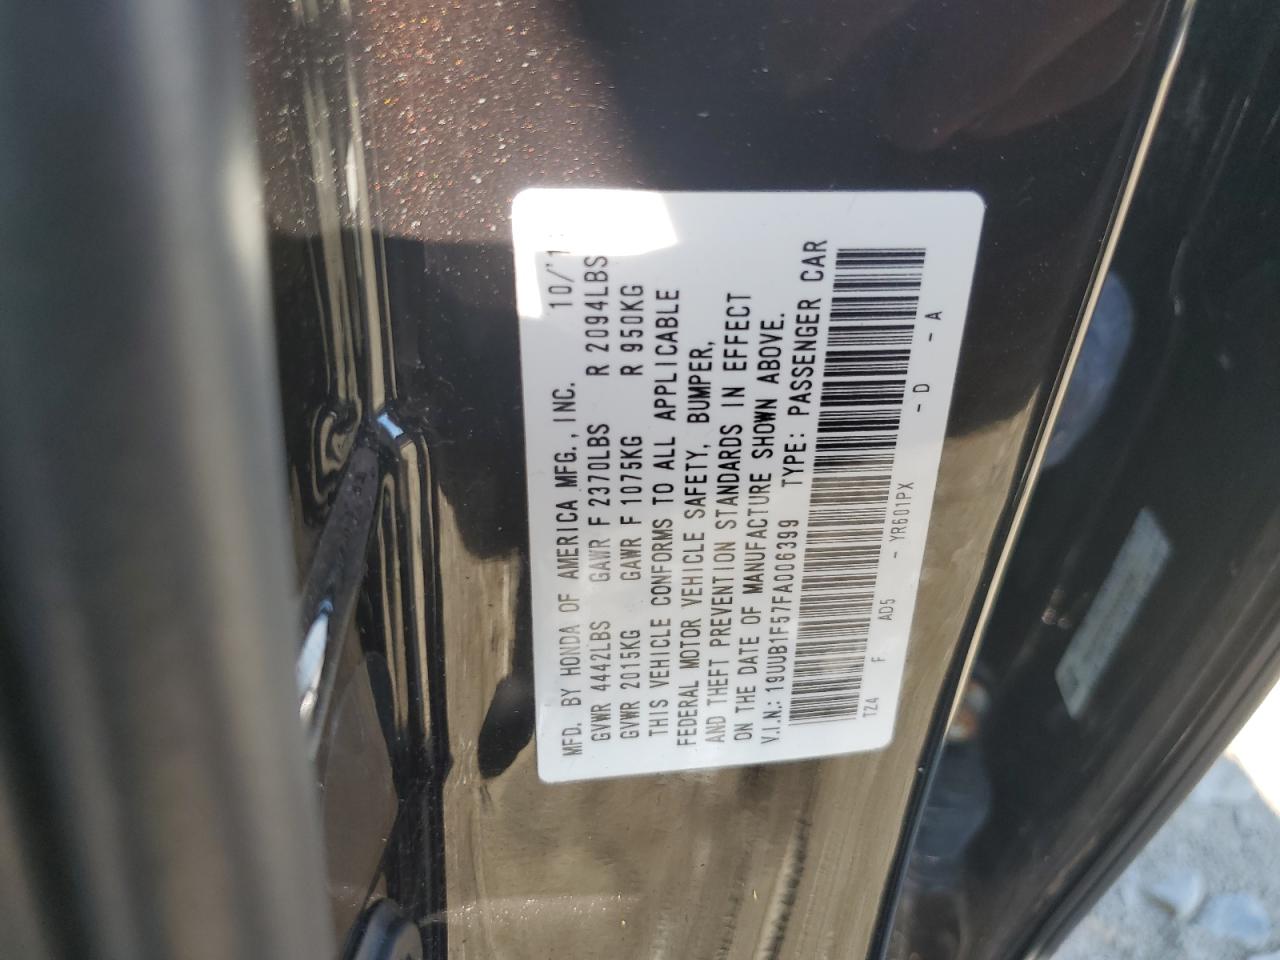 MFD. BY HONDA OF AMERICA MFG., INC. 10/'1
GVWR 4442LBS GAWR F 2370LBS R 2094LBS
GVWR 2015KG GAWR F 1075KG R 950KG
THIS VEHICLE CONFORMS TO ALL APPLICABLE
FEDERAL MOTOR VEHICLE SAFETY, BUMPER,
AND THEFT PREVENTION STANDARDS IN EFFECT
ON THE DATE OF MANUFACTURE SHOWN ABOVE.
V.I.N.: 19UUB1F57FA006399 TYPE: PASSENGER CAR
TZ4 F AD5 - YR601PX - D - A